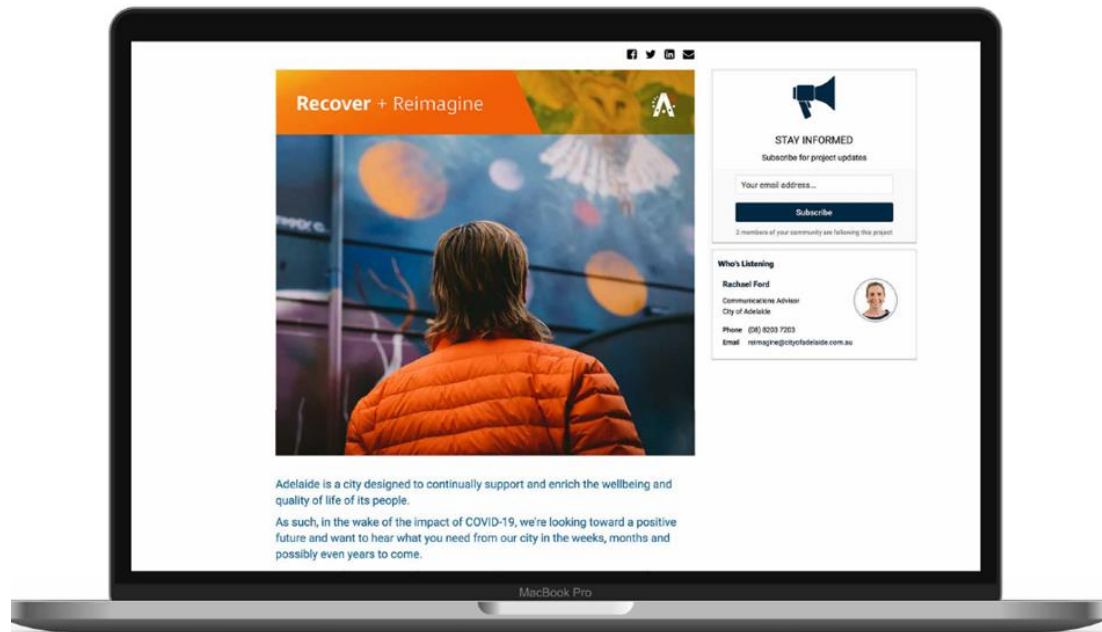 Recover + Reimagine
STAY INFORMED
Subscribe for project updates
Your email address...
Subscribe
2 members of your community are following this project
Who's Listening
Rachael Ford
Communications Advisor
City of Adelaide
Phone (08) 8203 7203
Email reimagine@cityofadelaide.com.au
Adelaide is a city designed to continually support and enrich the wellbeing and
quality of life of its people.
As such, in the wake of the impact of COVID-19, we're looking toward a positive
future and want to hear what you need from our city in the weeks, months and
possibly even years to come.
MacBook Pro